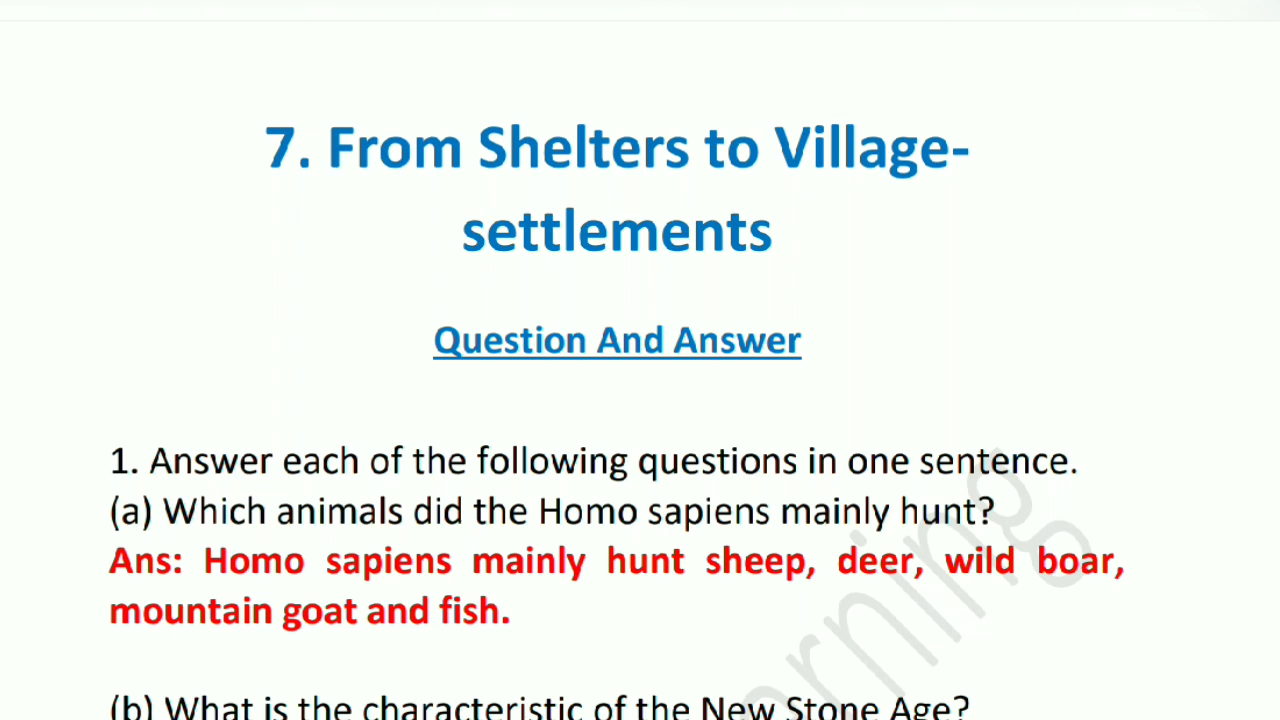 7. From Shelters to Village-
settlements
Question And Answer
1. Answer each of the following questions in one sentence.
(a) Which animals did the Homo sapiens mainly hunt?
Ans: Homo sapiens mainly hunt sheep, deer, wild boar,
mountain goat and fish.
(b) What is the characteristic of the New Stone Age?